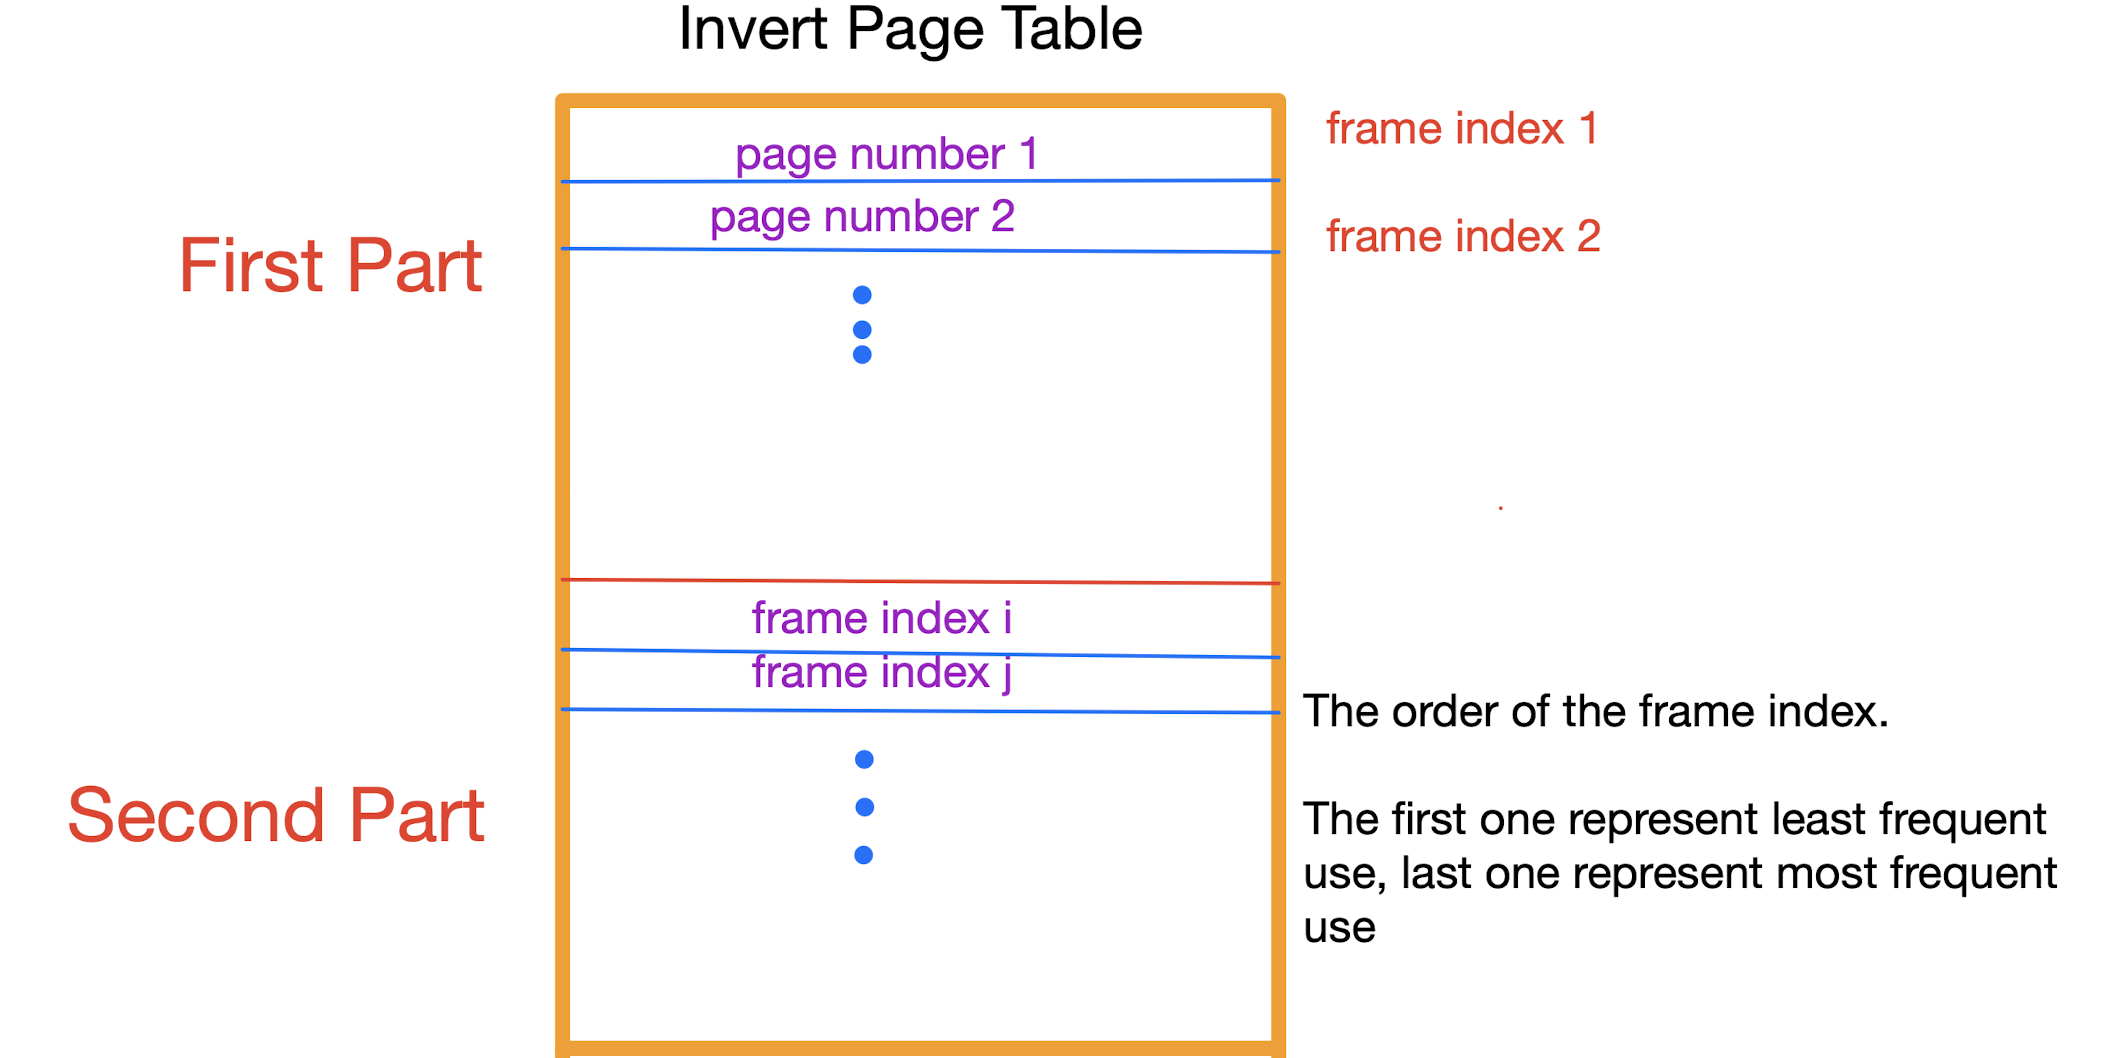 Invert Page Table
frame index 1
page number 1
page number 2
frame index 2
First Part
frame index i
frame index j
The order of the frame index.
Second Part
The first one represent least frequent
use, last one represent most frequent
use